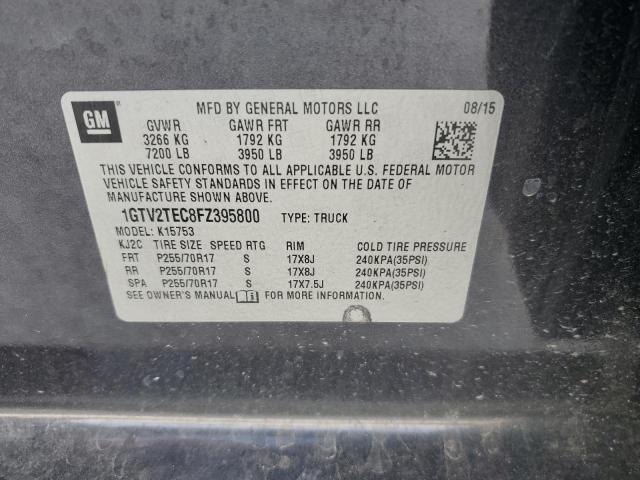 GM
MFD BY GENERAL MOTORS LLC 08/15
GVWR GAWR FRT GAWR RR
3266 KG 1792 KG 1792 KG
7200 LB 3950 LB 3950 LB
THIS VEHICLE CONFORMS TO ALL APPLICABLE U.S. FEDERAL MOTOR
VEHICLE SAFETY STANDARDS IN EFFECT ON THE DATE OF
MANUFACTURE SHOWN ABOVE.
1GTV2TEC8FZ395800 TYPE: TRUCK
MODEL: K15753
KJ2C TIRE SIZE SPEED RTG RIM COLD TIRE PRESSURE
FRT P255/70R17 S 17X8J 240KPA(35PSI)
RR P255/70R17 S 17X8J 240KPA(35PSI)
SPA P255/70R17 S 17X7.5J 240KPA(35PSI)
SEE OWNER'S MANUAL FOR MORE INFORMATION.